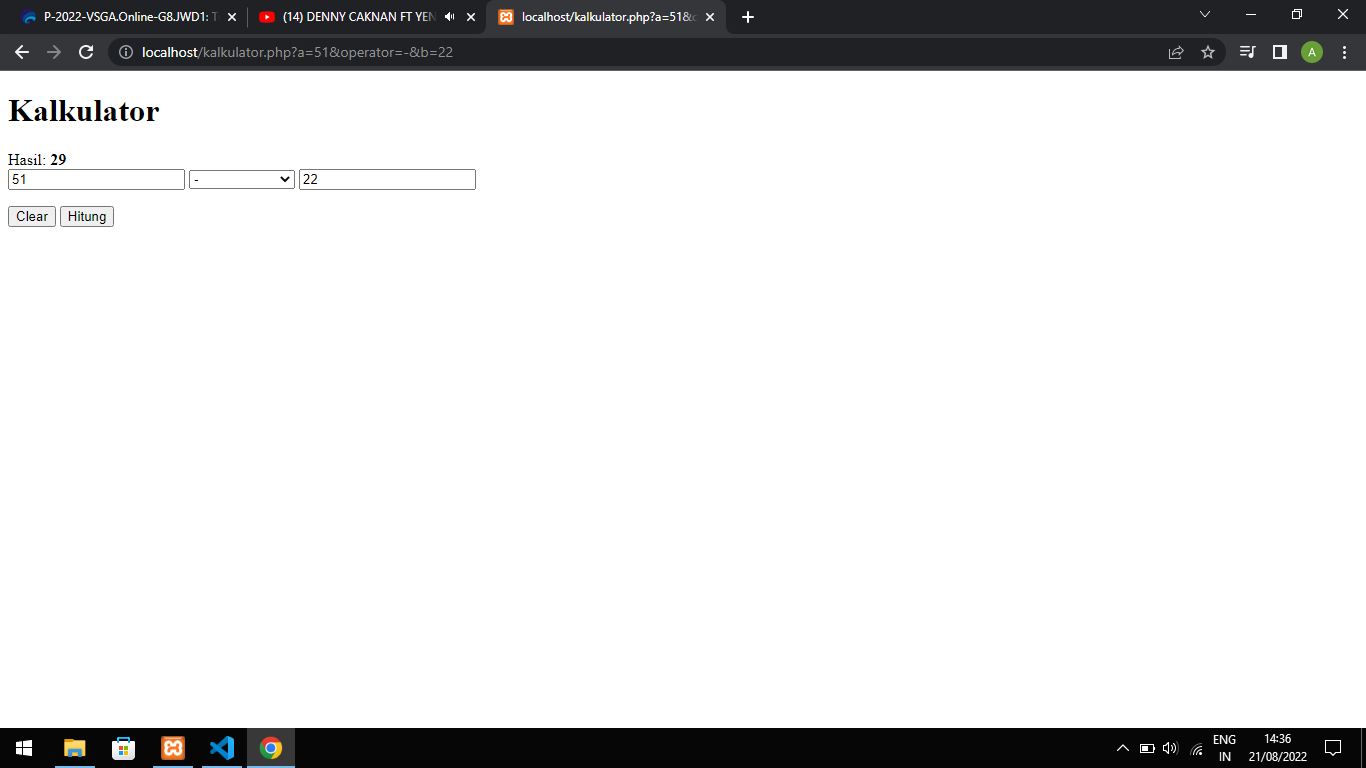 P-2022-VSGA.Online-G8.JWD1:
(14) DENNY CAKNAN FT YEN
localhost/kalkulator.php?a=51&
localhost/kalkulator.php?a=51&operator=-&b=22
A
Kalkulator
Hasil: 29
51 - 22
Clear Hitung
ENG 14:36
IN 21/08/2022